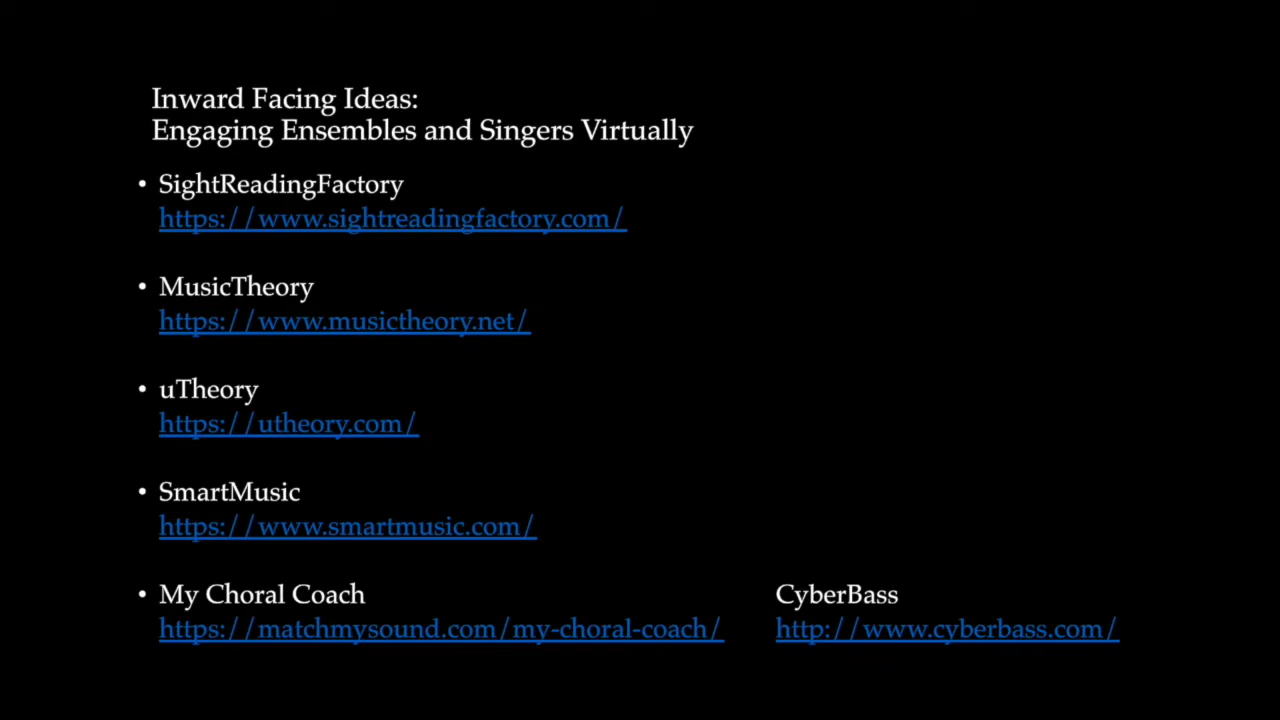 Inward Facing Ideas:
Engaging Ensembles and Singers Virtually
• SightReadingFactory
https://www.sightreadingfactory.com/
• MusicTheory
https://www.musictheory.net/
• uTheory
https://utheory.com/
• SmartMusic
https://www.smartmusic.com/
• My Choral Coach
https://matchmysound.com/my-choral-coach/
CyberBass
http://www.cyberbass.com/